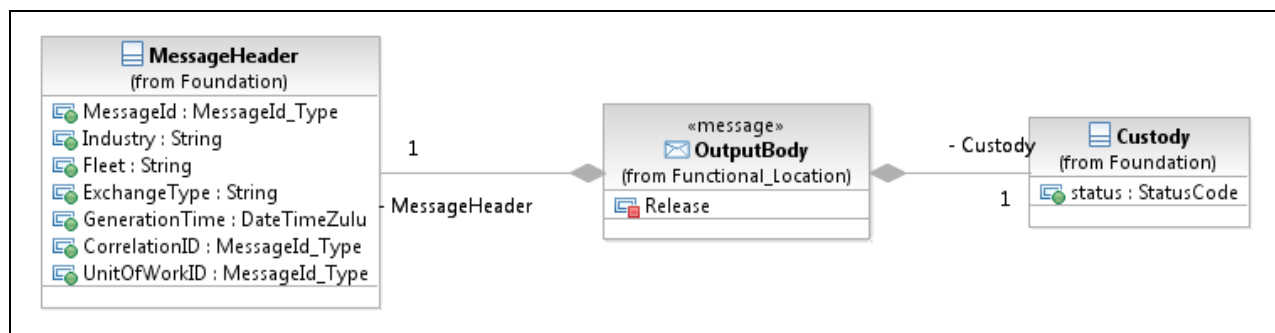 MessageHeader
(from Foundation)
MessageId : MessageId_Type
Industry : String
Fleet : String
ExchangeType : String
GenerationTime : DateTimeZulu
CorrelationID : MessageId_Type
UnitOfWorkID : MessageId_Type
1
- MessageHeader
«message»
OutputBody
(from Functional_Location)
Release
- Custody
1
Custody
(from Foundation)
status : StatusCode